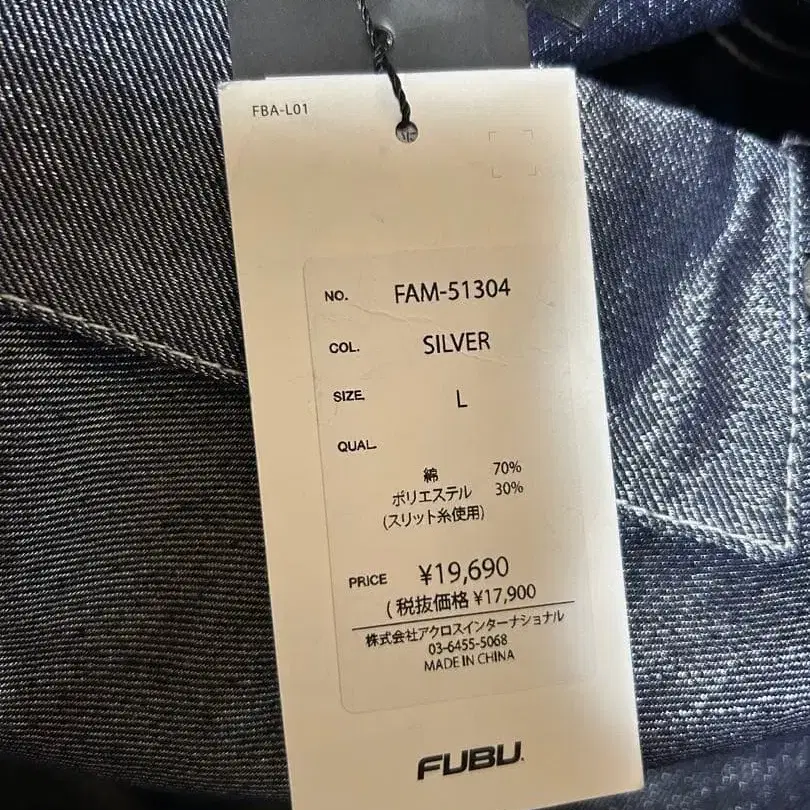 FBA-L01
NO. FAM-51304
COL. SILVER
SIZE. L
QUAL.
綿 70%
ポリエステル 30%
(スリット糸使用)
PRICE ¥19,690
(税抜価格 ¥17,900
株式会社アクロスインターナショナル
03-6455-5068
MADE IN CHINA
FUBU.